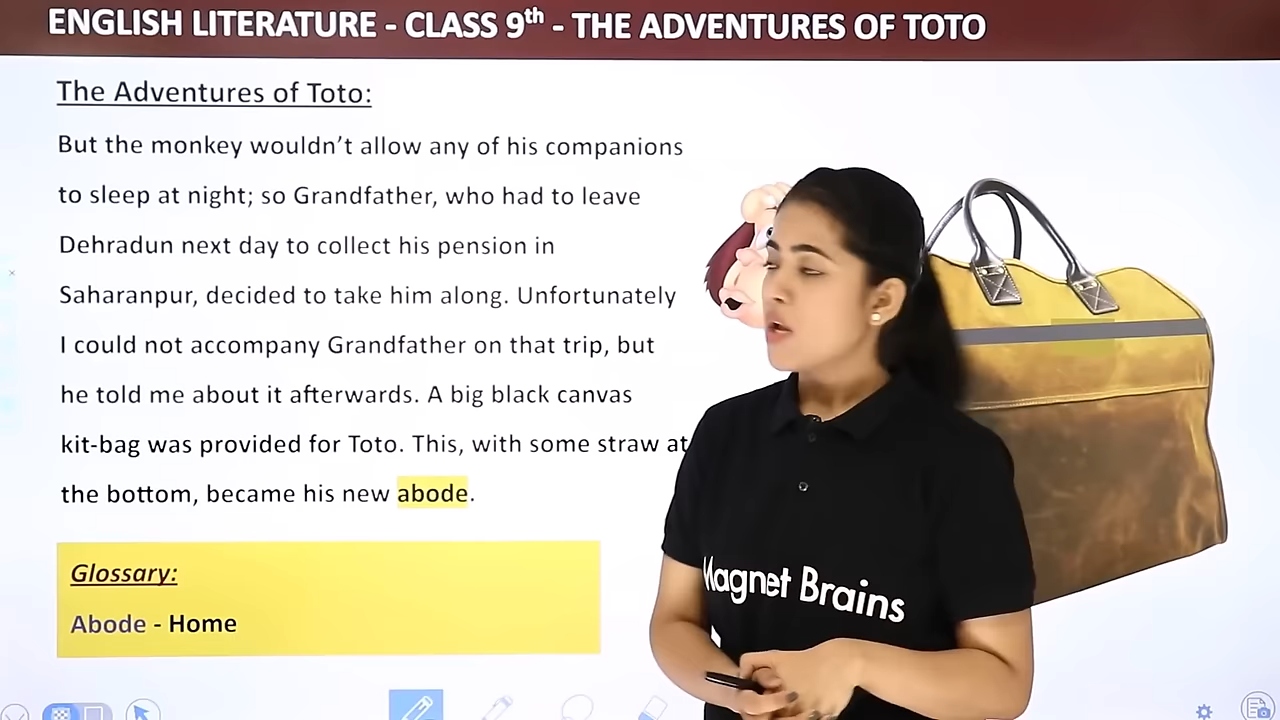 ENGLISH LITERATURE - CLASS 9th - THE ADVENTURES OF TOTO
The Adventures of Toto:
But the monkey wouldn’t allow any of his companions
to sleep at night; so Grandfather, who had to leave
Dehradun next day to collect his pension in
Saharanpur, decided to take him along. Unfortunately
I could not accompany Grandfather on that trip, but
he told me about it afterwards. A big black canvas
kit-bag was provided for Toto. This, with some straw at
the bottom, became his new abode.
Glossary:
Abode - Home
Magnet Brains